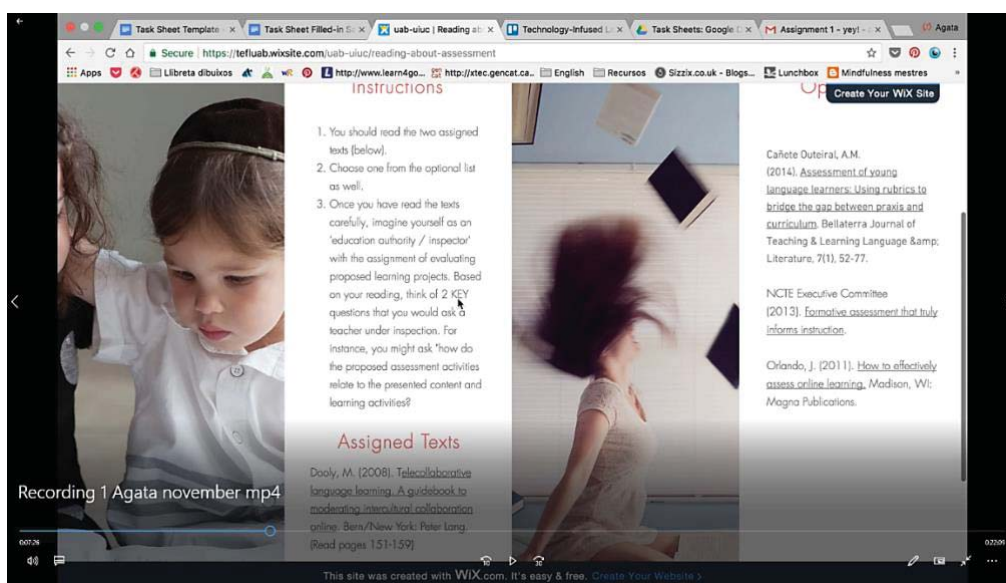 Task Sheet Template
Task Sheet Filled-in
uab-uiuc | Reading
Technology-Infused
Task Sheets: Google
Assignment 1 - yey!
Agata
Secure | https://tefluab.wixsite.com/uab-uiuc/reading-about-assessment
Apps
Llibreta dibuixos
http://www.learn4go...
http://xtec.gencat.ca..
English
Recursos
Sizzix.co.uk - Blogs...
Lunchbox
Mindfulness mestres
»
Create Your WiX Site
Instructions
1. You should read the two assigned
texts (below).
2. Choose one from the optional list
as well.
3. Once you have read the texts
carefully, imagine yourself as an
'education authority / inspector'
with the assignment of evaluating
proposed learning projects. Based
on your reading, think of 2 KEY
questions that you would ask a
teacher under inspection. For
instance, you might ask "how do
the proposed assessment activities
relate to the presented content and
learning activities?
Assigned Texts
Dooly, M. (2008). Telecollaborative
language learning. A guidebook to
moderating intercultural collaboration
online. Bern/New York: Peter Lang.
(Read pages 151-159)
Op
Cañete Outeiral, A.M.
(2014). Assessment of young
language learners: Using rubrics to
bridge the gap between praxis and
curriculum. Bellaterra Journal of
Teaching & Learning Language &amp;
Literature, 7(1), 52-77.
NCTE Executive Committee
(2013). Formative assessment that truly
informs instruction.
Orlando, J. (2011). How to effectively
assess online learning. Madison, WI:
Magna Publications.
Recording 1 Agata november mp4
0:07:26
0:22:09
10
30
This site was created with WiX.com. It's easy & free. Create Your Website >